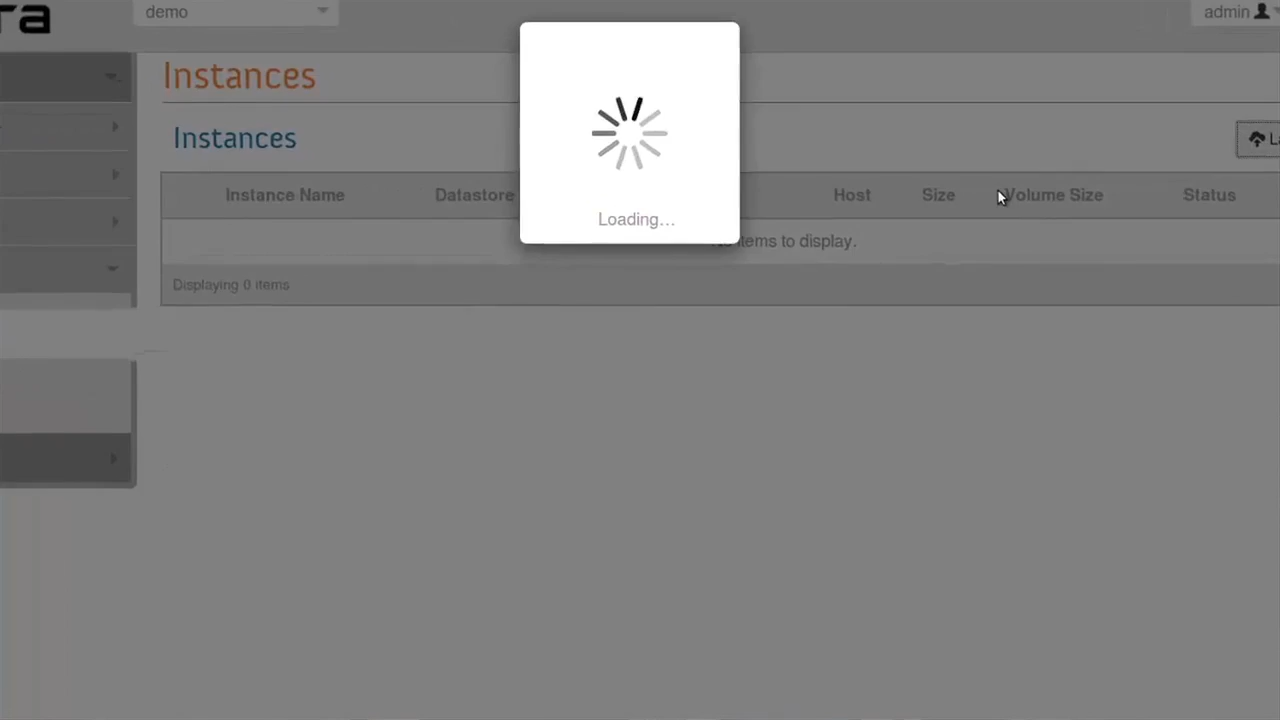 ra
demo
admin
Instances
Instances
Instance Name Datastore Host Size Volume Size Status
items to display.
Displaying 0 items
Loading...